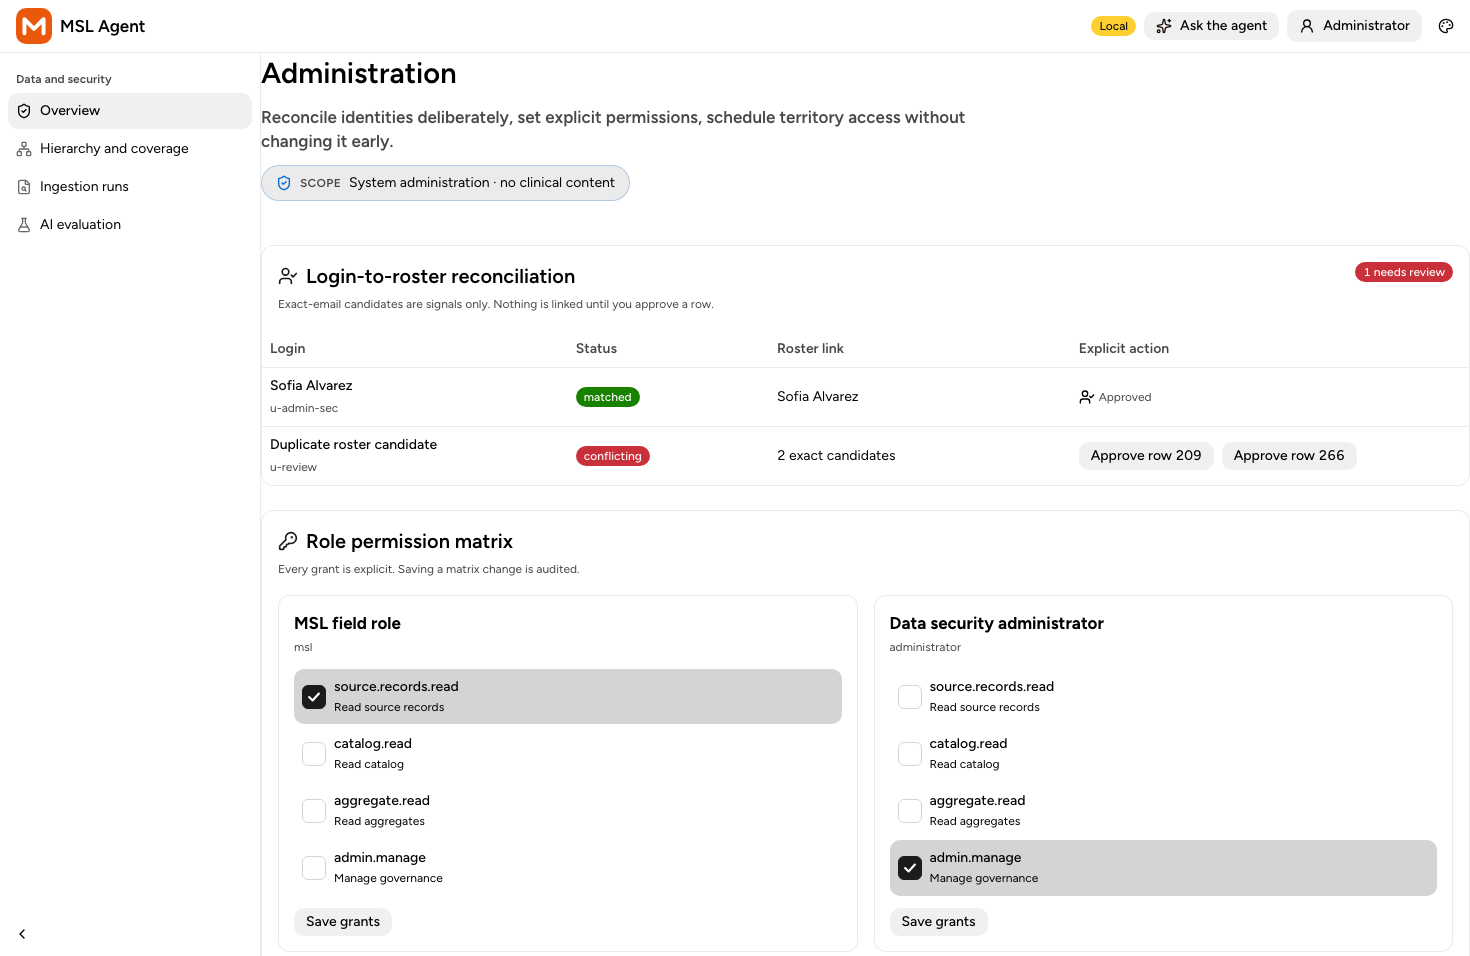 MSL Agent
Local
Ask the agent
Administrator
Data and security
Overview
Hierarchy and coverage
Ingestion runs
AI evaluation
Administration
Reconcile identities deliberately, set explicit permissions, schedule territory access without
changing it early.
SCOPE System administration · no clinical content
Login-to-roster reconciliation
1 needs review
Exact-email candidates are signals only. Nothing is linked until you approve a row.
Login Status Roster link Explicit action
Sofia Alvarez
u-admin-sec
matched
Sofia Alvarez
Approved
Duplicate roster candidate
u-review
conflicting
2 exact candidates
Approve row 209
Approve row 266
Role permission matrix
Every grant is explicit. Saving a matrix change is audited.
MSL field role
msl
source.records.read
Read source records
catalog.read
Read catalog
aggregate.read
Read aggregates
admin.manage
Manage governance
Save grants
Data security administrator
administrator
source.records.read
Read source records
catalog.read
Read catalog
aggregate.read
Read aggregates
admin.manage
Manage governance
Save grants